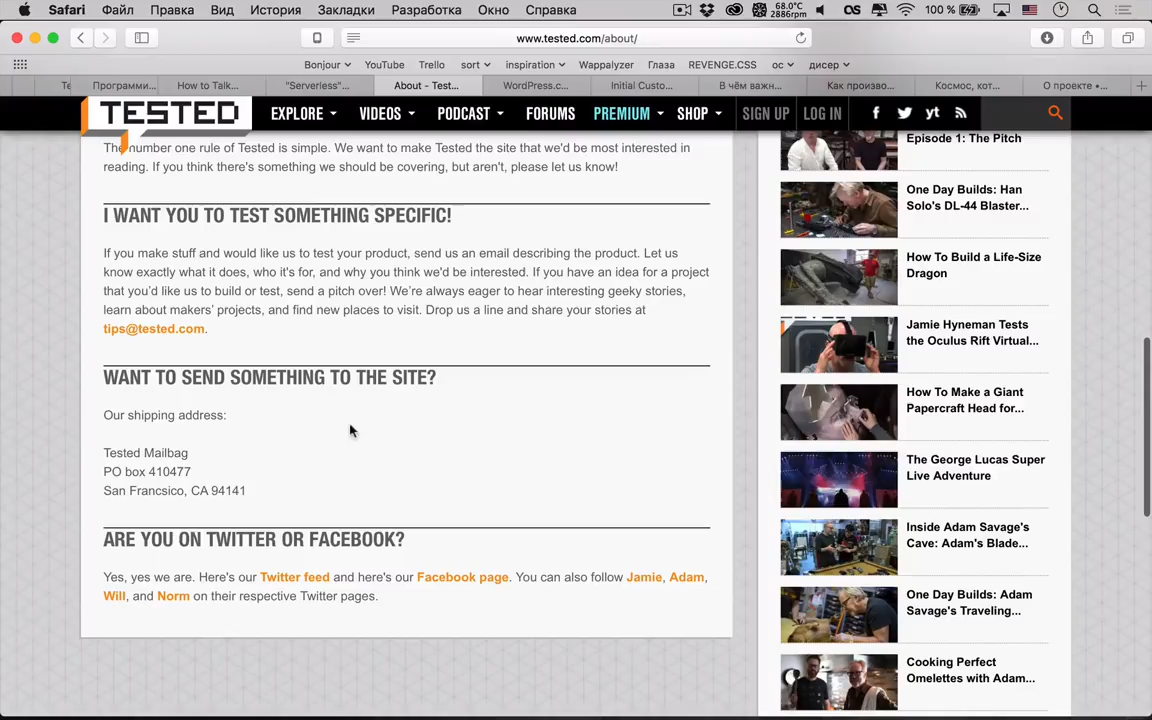 Safari Файл Правка Вид История Закладки Разработка Окно Справка 68.0°C 2886rpm 100 %
www.tested.com/about/
Bonjour YouTube Trello sort inspiration Wappalyzer Глаза REVENGE.CSS ос дисер
Te Программи... How to Talk... "Serverless"... About - Test... WordPress.c... Initial Custo... В чём важн... Как произво... Космос, кот... О проекте •...
TESTED EXPLORE VIDEOS PODCAST FORUMS PREMIUM SHOP SIGN UP LOG IN
The number one rule of Tested is simple. We want to make Tested the site that we'd be most interested in
reading. If you think there's something we should be covering, but aren't, please let us know!
I WANT YOU TO TEST SOMETHING SPECIFIC!
If you make stuff and would like us to test your product, send us an email describing the product. Let us
know exactly what it does, who it's for, and why you think we'd be interested. If you have an idea for a project
that you'd like us to build or test, send a pitch over! We're always eager to hear interesting geeky stories,
learn about makers' projects, and find new places to visit. Drop us a line and share your stories at
tips@tested.com.
WANT TO SEND SOMETHING TO THE SITE?
Our shipping address:
Tested Mailbag
PO box 410477
San Francsico, CA 94141
ARE YOU ON TWITTER OR FACEBOOK?
Yes, yes we are. Here's our Twitter feed and here's our Facebook page. You can also follow Jamie, Adam,
Will, and Norm on their respective Twitter pages.
Episode 1: The Pitch
One Day Builds: Han
Solo's DL-44 Blaster...
How To Build a Life-Size
Dragon
Jamie Hyneman Tests
the Oculus Rift Virtual...
How To Make a Giant
Papercraft Head for...
The George Lucas Super
Live Adventure
Inside Adam Savage's
Cave: Adam's Blade...
One Day Builds: Adam
Savage's Traveling...
Cooking Perfect
Omelettes with Adam...